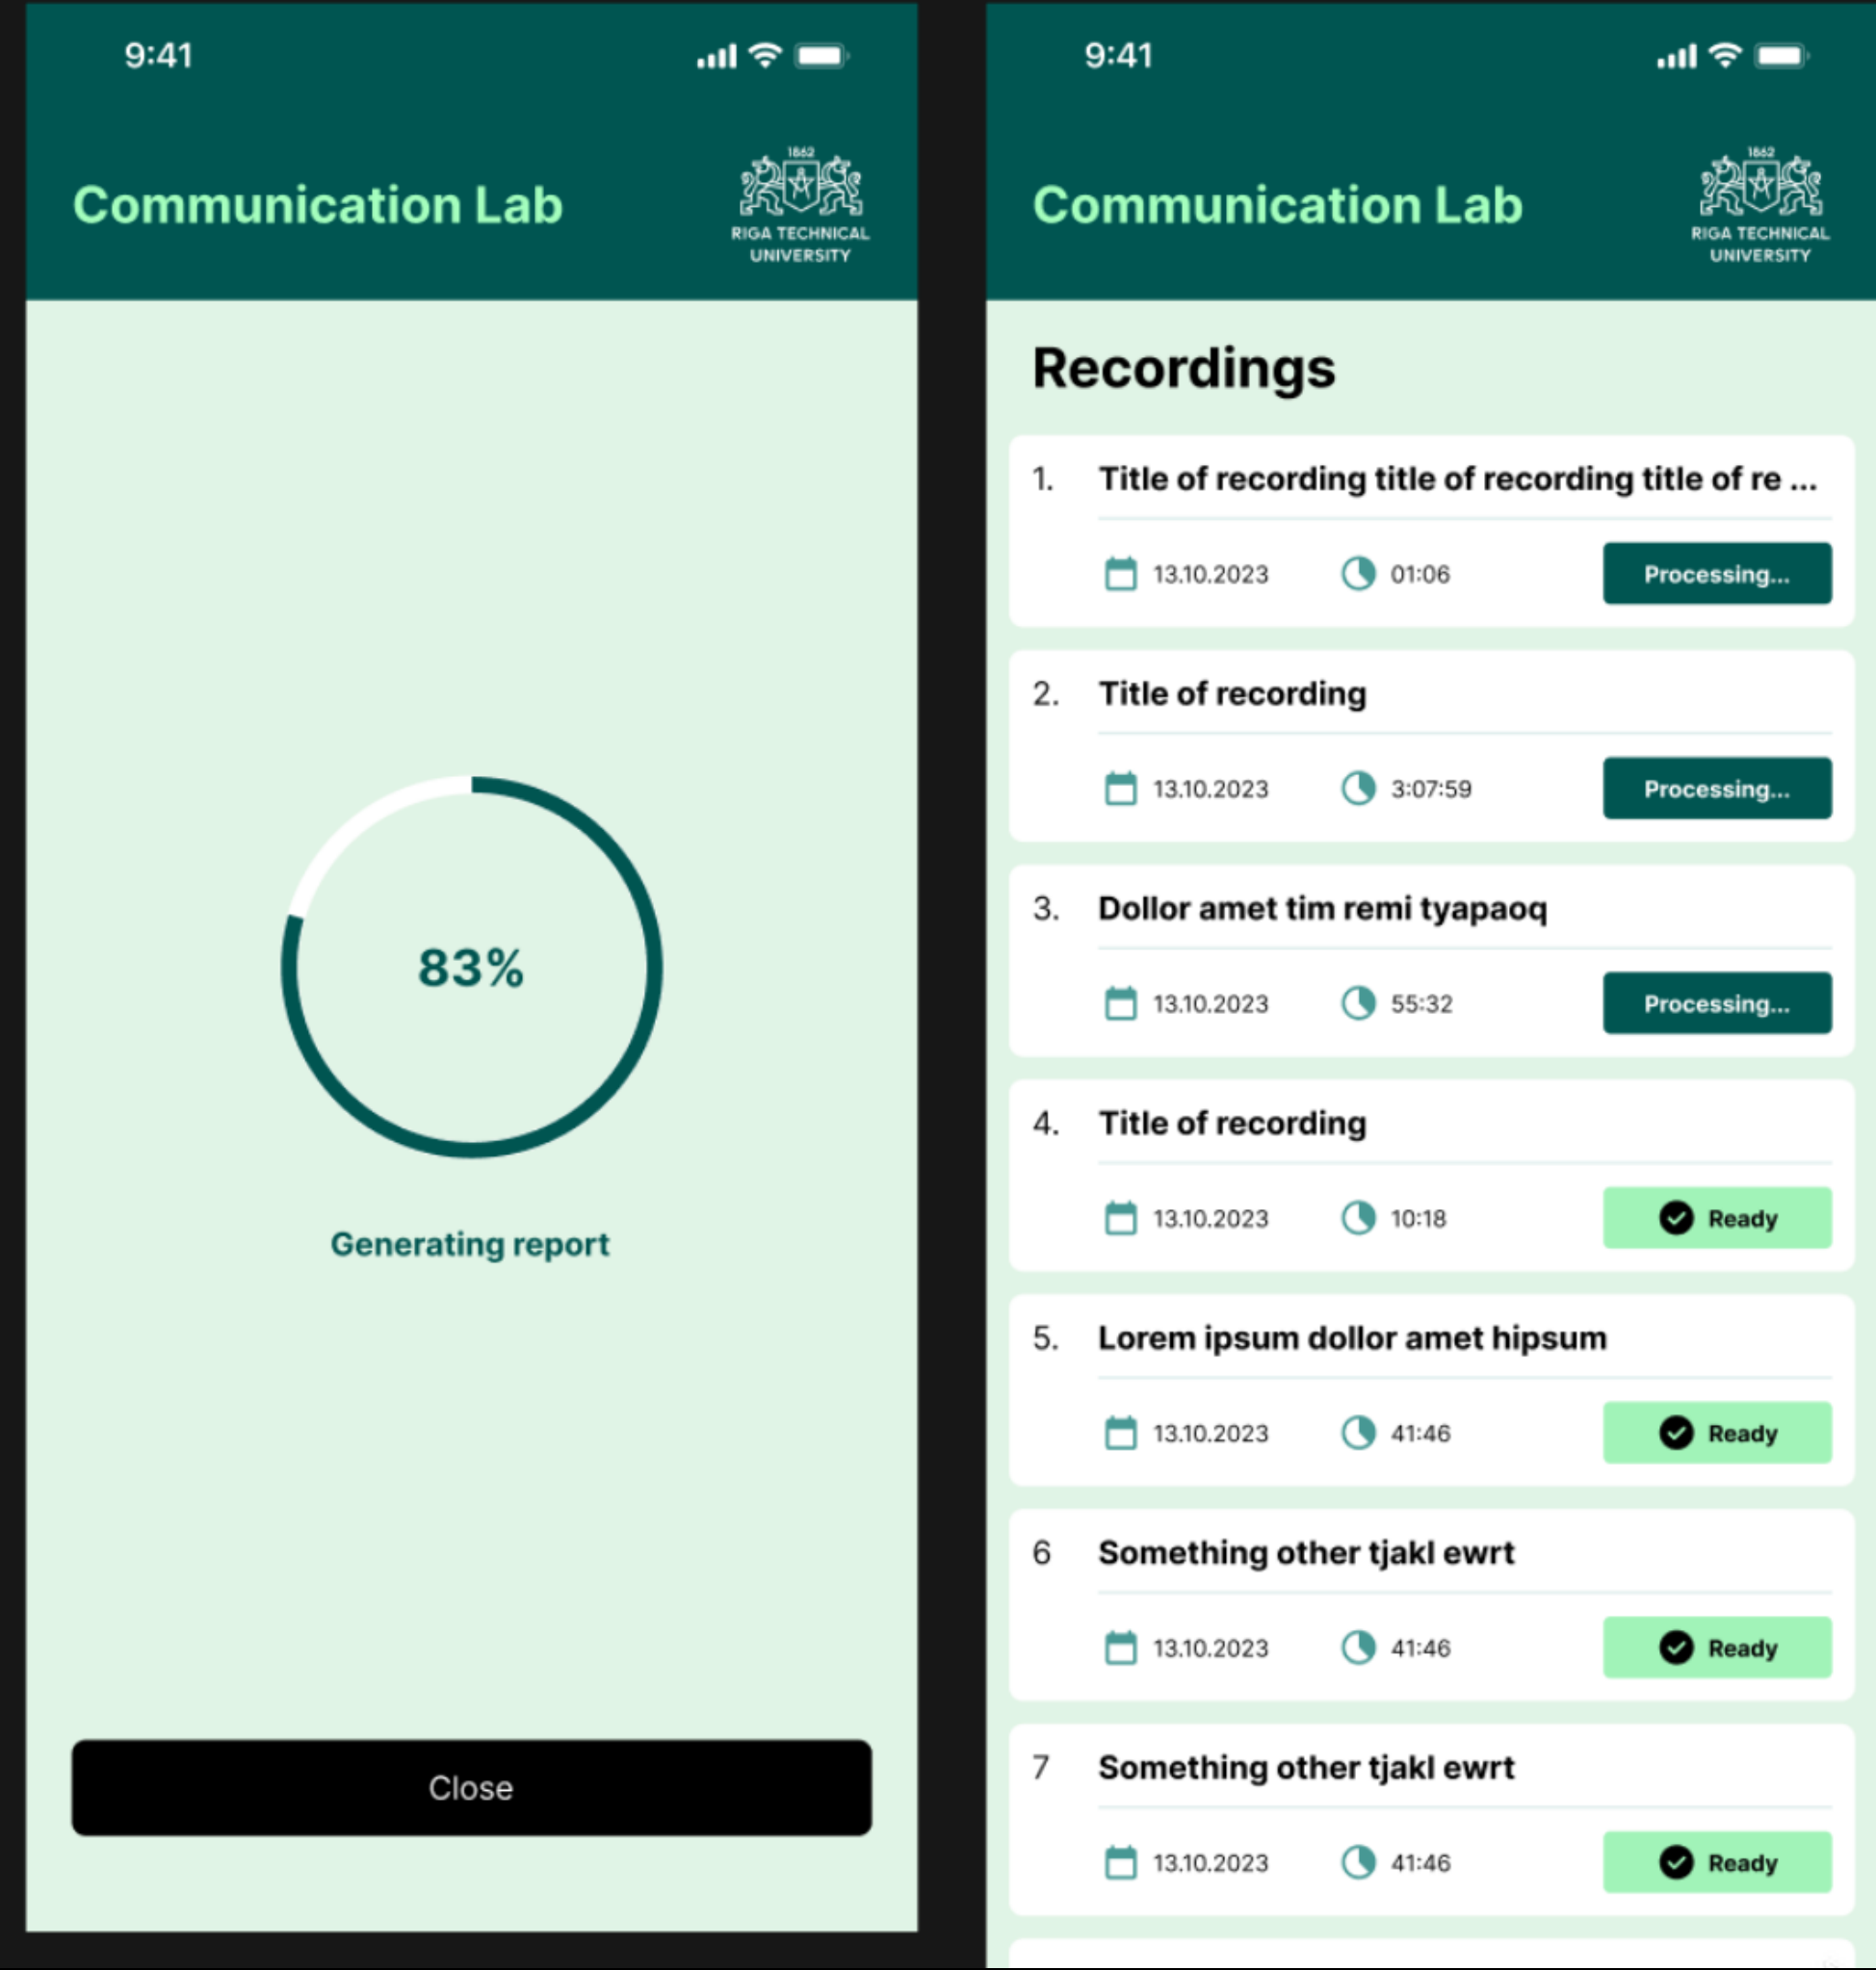 9:41
Communication Lab
1862
RIGA TECHNICAL
UNIVERSITY
83%
Generating report
Close
9:41
Communication Lab
1862
RIGA TECHNICAL
UNIVERSITY
Recordings
1. Title of recording title of recording title of re ...
13.10.2023 01:06 Processing...
2. Title of recording
13.10.2023 3:07:59 Processing...
3. Dollor amet tim remi tyapaoq
13.10.2023 55:32 Processing...
4. Title of recording
13.10.2023 10:18 Ready
5. Lorem ipsum dollor amet hipsum
13.10.2023 41:46 Ready
6 Something other tjakl ewrt
13.10.2023 41:46 Ready
7 Something other tjakl ewrt
13.10.2023 41:46 Ready